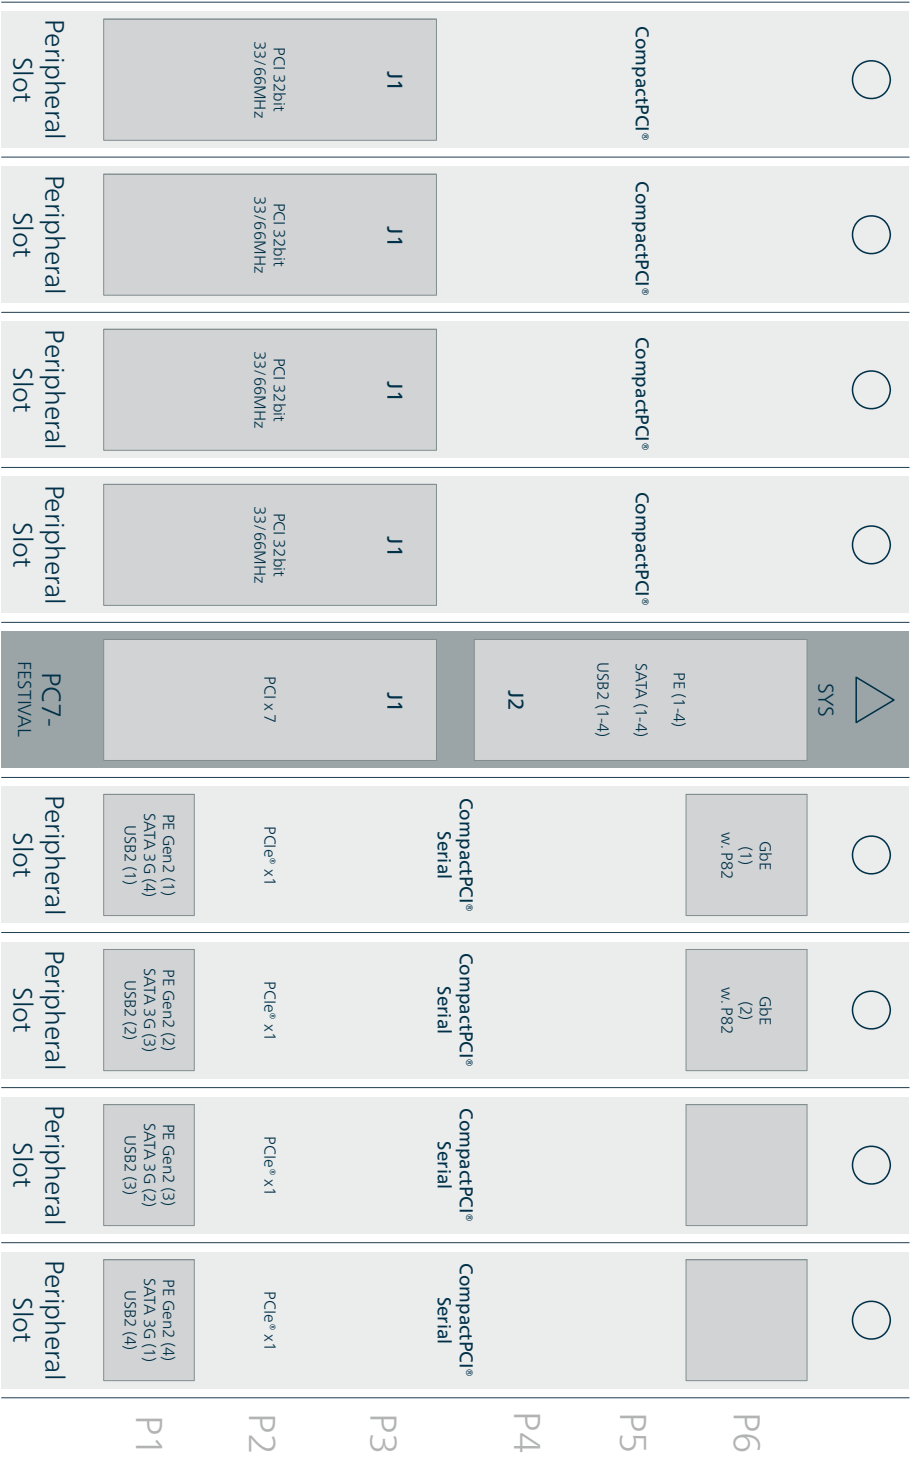 CompactPCI®
J1
PCI 32bit
33/66MHz
Peripheral
Slot
CompactPCI®
J1
PCI 32bit
33/66MHz
Peripheral
Slot
CompactPCI®
J1
PCI 32bit
33/66MHz
Peripheral
Slot
CompactPCI®
J1
PCI 32bit
33/66MHz
Peripheral
Slot
SYS
PE (1-4)
SATA (1-4)
USB2 (1-4)
J2
J1
PCI x 7
PC7-
FESTIVAL
GbE
(1)
w. P82
CompactPCI®
Serial
PCIe® x1
PE Gen2 (1)
SATA 3G (4)
USB2 (1)
Peripheral
Slot
GbE
(2)
w. P82
CompactPCI®
Serial
PCIe® x1
PE Gen2 (2)
SATA 3G (3)
USB2 (2)
Peripheral
Slot
CompactPCI®
Serial
PCIe® x1
PE Gen2 (3)
SATA 3G (2)
USB2 (3)
Peripheral
Slot
CompactPCI®
Serial
PCIe® x1
PE Gen2 (4)
SATA 3G (1)
USB2 (4)
Peripheral
Slot
P6
P5
P4
P3
P2
P1